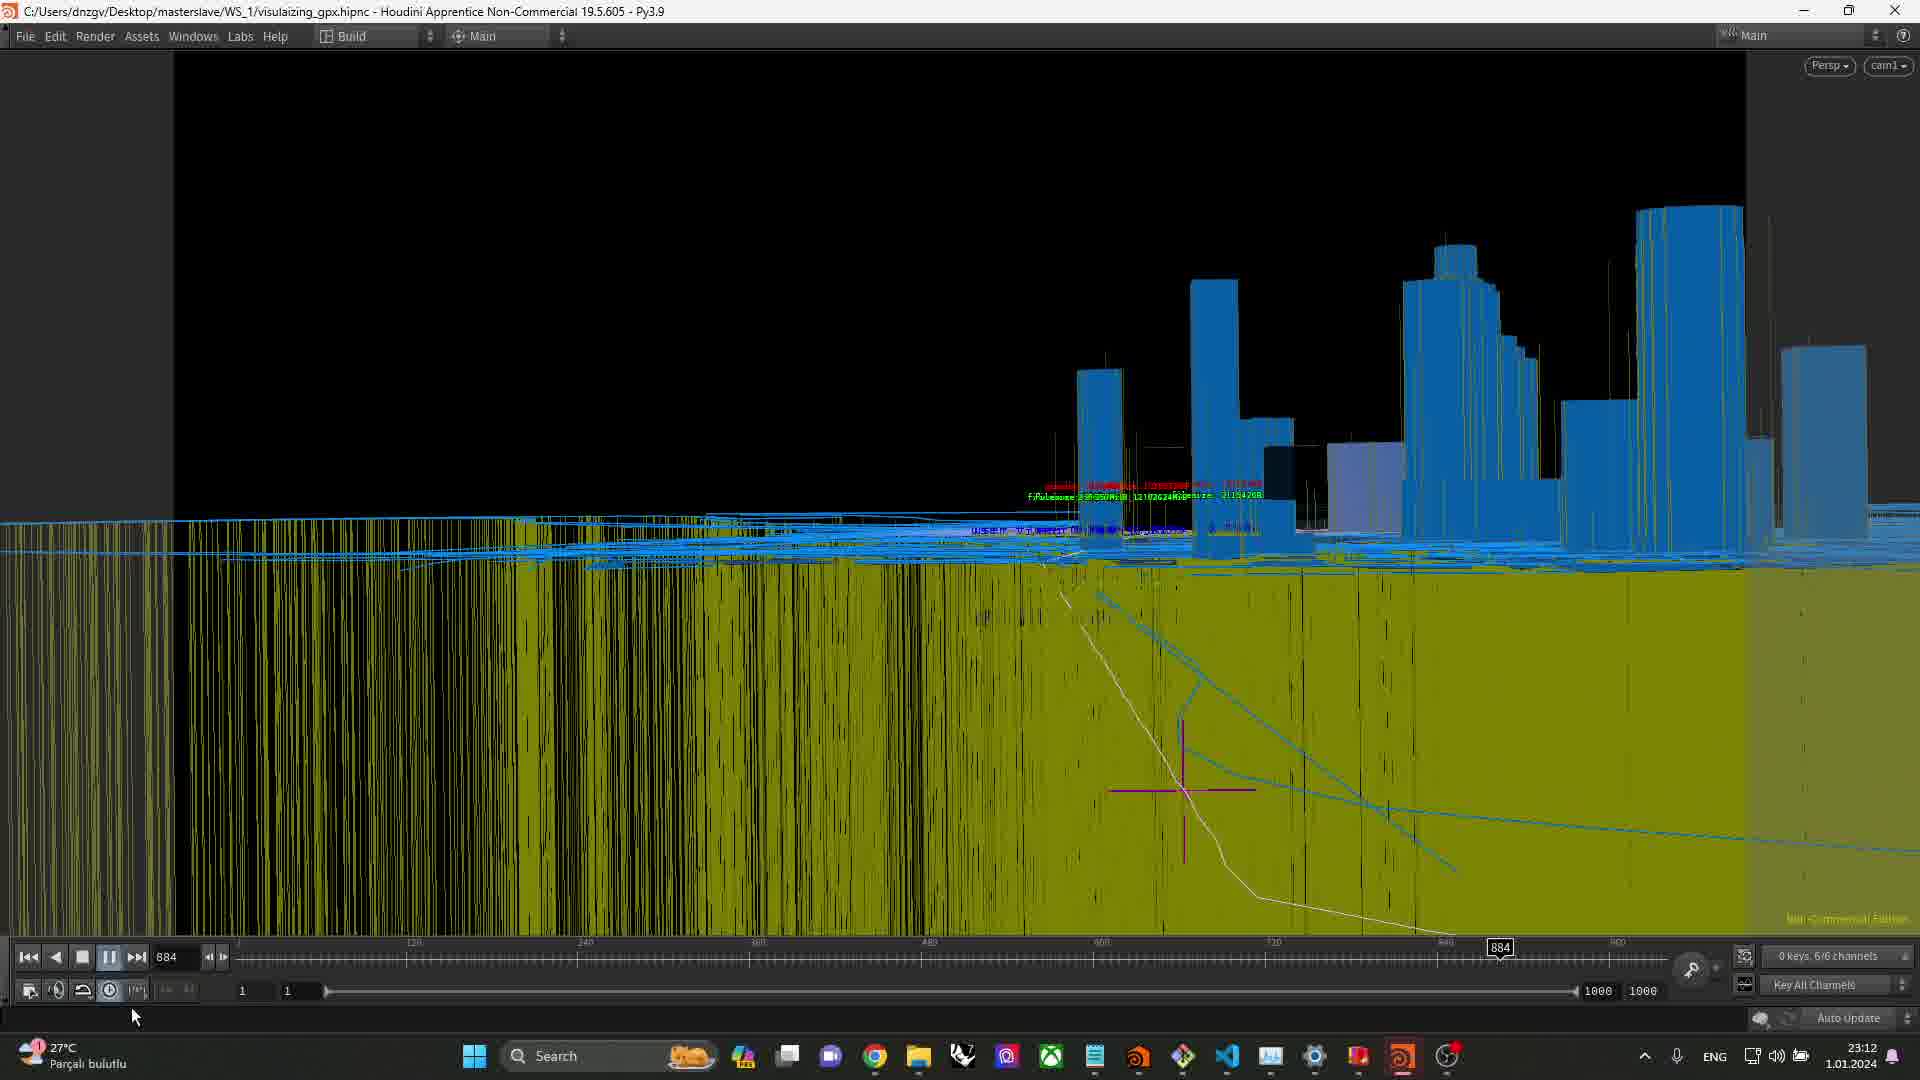 C:/Users/dnzgv/Desktop/masterslave/WS_1/visulaizing_gpx.hipnc - Houdini Apprentice Non-Commercial 19.5.605 - Py3.9
File Edit Render Assets Windows Labs Help Build Main Main
Persp cam1
Non-Commercial Edition
884
120 240 360 480 600 720 840 900
884
0 keys, 6/6 channels
1 1 1000 1000
Key All Channels
Auto Update
27°C
Parçalı bulutlu
Search
PRE
ENG
23:12
1.01.2024